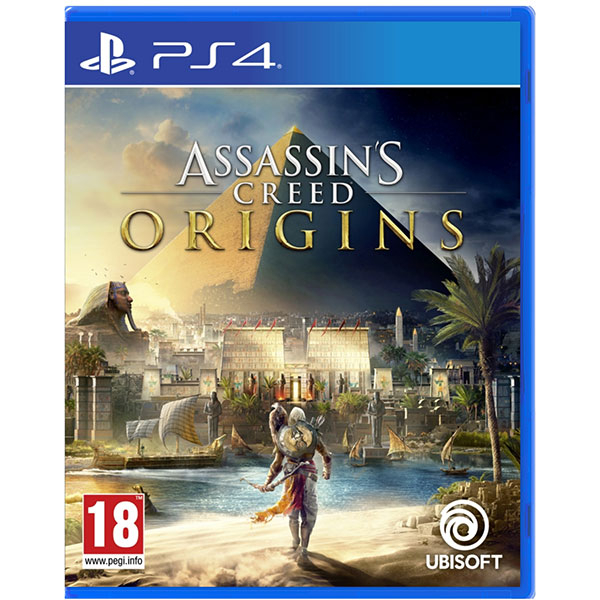 PS4
ASSASSIN'S
CREED
ORIGINS
18
www.pegi.info
UBISOFT